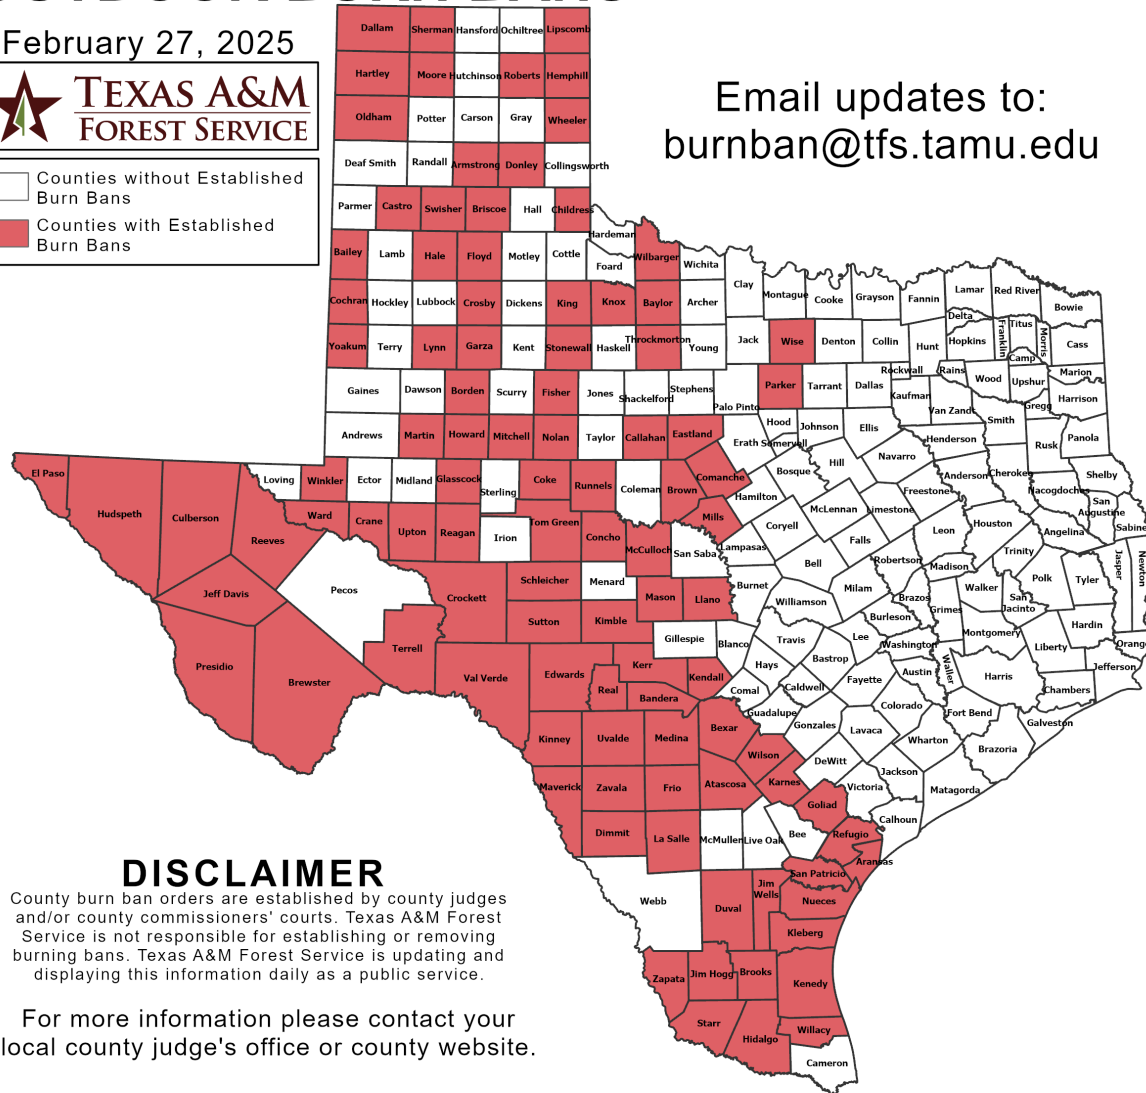 February 27, 2025
TEXAS A&M
FOREST SERVICE
Counties without Established
Burn Bans
Counties with Established
Burn Bans
Email updates to:
burnban@tfs.tamu.edu
Dallam Sherman Hansford Ochiltree Lipscomb
Hartley Moore Hutchinson Roberts Hemphill
Oldham Potter Carson Gray Wheeler
Deaf Smith Randall Armstrong Donley Collingsworth
Parmer Castro Swisher Briscoe Hall Childress
Hardeman
Bailey Lamb Hale Floyd Motley Cottle Foard Wilbarger Wichita
Clay Montague Cooke Grayson Fannin Lamar Red River Bowie
Cochran Hockley Lubbock Crosby Dickens King Knox Baylor Archer
Delta Franklin Titus Morris Cass
Yoakum Terry Lynn Garza Kent Stonewall Haskell Throckmorton Young Jack Wise Denton Collin Hunt Hopkins Camp
Rockwall Rains Wood Upshur Marion
Gaines Dawson Borden Scurry Fisher Jones Shackelford Stephens Palo Pinto Parker Tarrant Dallas Kaufman Van Zandt Smith Gregg Harrison
Andrews Martin Howard Mitchell Nolan Taylor Callahan Eastland Erath Hood Somervell Johnson Ellis Henderson Rusk Panola
El Paso Hudspeth Culberson Reeves Loving Winkler Ector Midland Glasscock Sterling Coke Runnels Coleman Brown Comanche Hamilton Bosque Hill Navarro Freestone Anderson Cherokee Nacogdoches Shelby
San
Augustine Sabine
Ward Crane Upton Reagan Irion Tom Green Concho McCulloch San Saba Mills Lampasas Coryell McLennan Limestone Falls Leon Houston Angelina Trinity
Jeff Davis Pecos Crockett Schleicher Menard Mason Llano Burnet Bell Milam Robertson Madison Walker Polk Tyler Jasper Newton
San
Jacinto
Sutton Kimble Williamson Brazos Grimes Burleson Montgomery Hardin
Presidio Brewster Terrell Val Verde Edwards Kerr Gillespie Blanco Travis Lee Washington Liberty Orange
Real Bandera Kendall Hays Bastrop Austin Waller Harris Jefferson
Comal Caldwell Fayette Chambers
Kinney Uvalde Medina Bexar Guadalupe Gonzales Lavaca Colorado Fort Bend Galveston
Wilson Wharton Brazoria
Maverick Zavala Frio Atascosa Karnes DeWitt Victoria Jackson Matagorda
Goliad Calhoun
Dimmit La Salle McMullen Live Oak Bee Refugio
Aransas
San Patricio
Webb Duval Jim
Wells Nueces
Kleberg
Zapata Jim Hogg Brooks Kenedy
Starr Hidalgo Willacy
Cameron
DISCLAIMER
County burn ban orders are established by county judges
and/or county commissioners' courts. Texas A&M Forest
Service is not responsible for establishing or removing
burning bans. Texas A&M Forest Service is updating and
displaying this information daily as a public service.
For more information please contact your
local county judge's office or county website.